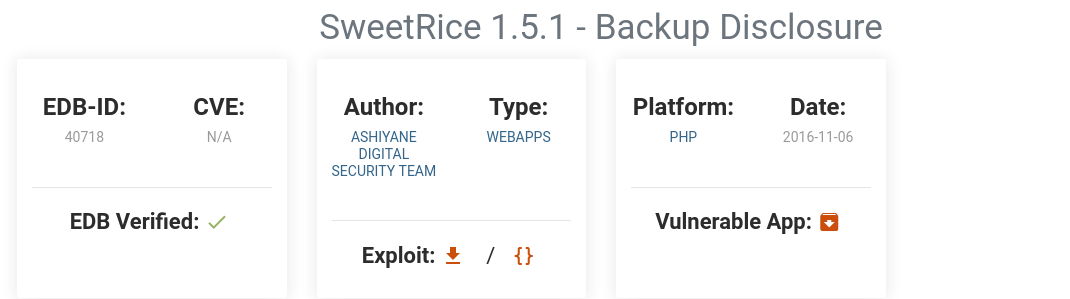 SweetRice 1.5.1 - Backup Disclosure
EDB-ID:
40718
CVE:
N/A
EDB Verified:
Author:
ASHIYANE
DIGITAL
SECURITY TEAM
Type:
WEBAPPS
Exploit: / {}
Platform:
PHP
Date:
2016-11-06
Vulnerable App: